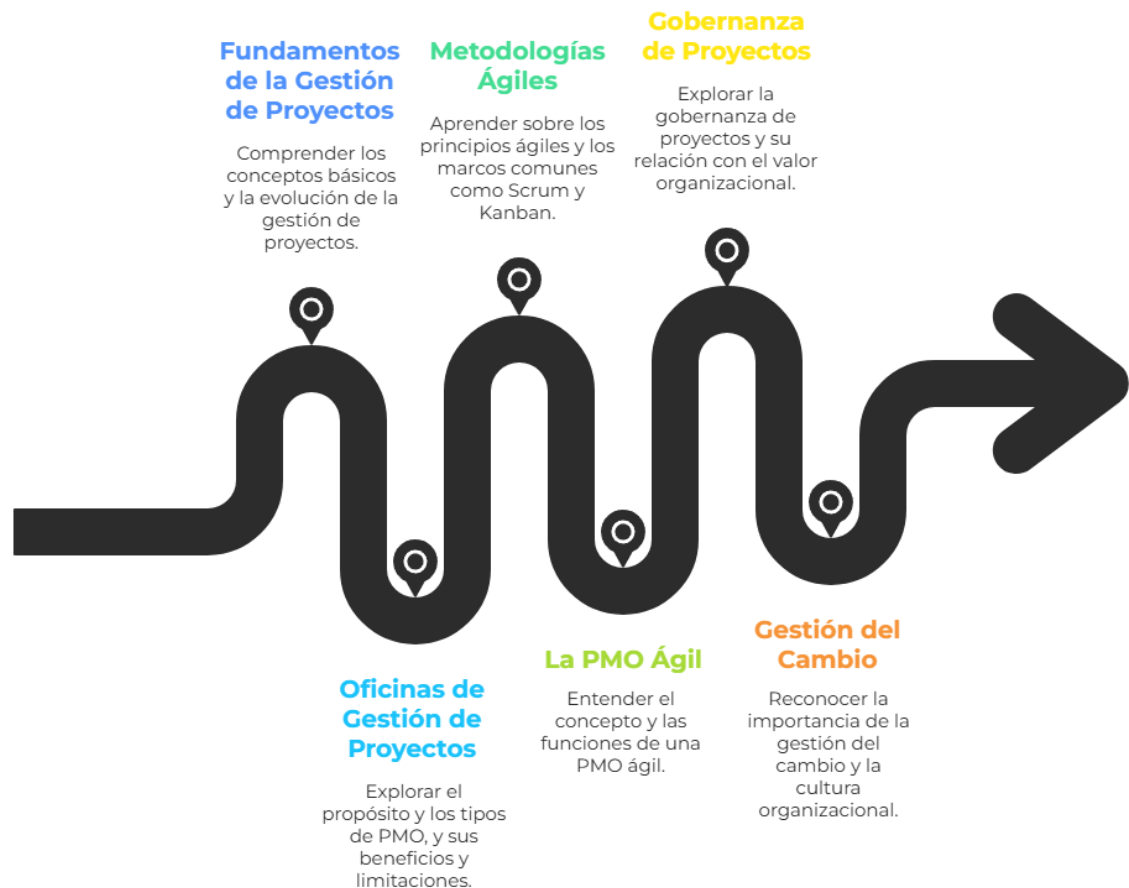 Fundamentos
de la Gestión
de Proyectos
Comprender los
conceptos básicos
y la evolución de la
gestión de
proyectos.
Oficinas de
Gestión de
Proyectos
Explorar el
propósito y los tipos
de PMO, y sus
beneficios y
limitaciones.
Metodologías
Ágiles
Aprender sobre los
principios ágiles y los
marcos comunes
como Scrum y
Kanban.
La PMO Ágil
Entender el
concepto y las
funciones de una
PMO ágil.
Gobernanza
de Proyectos
Explorar la
gobernanza de
proyectos y su
relación con el valor
organizacional.
Gestión del
Cambio
Reconocer la
importancia de la
gestión del
cambio y la
cultura
organizacional.